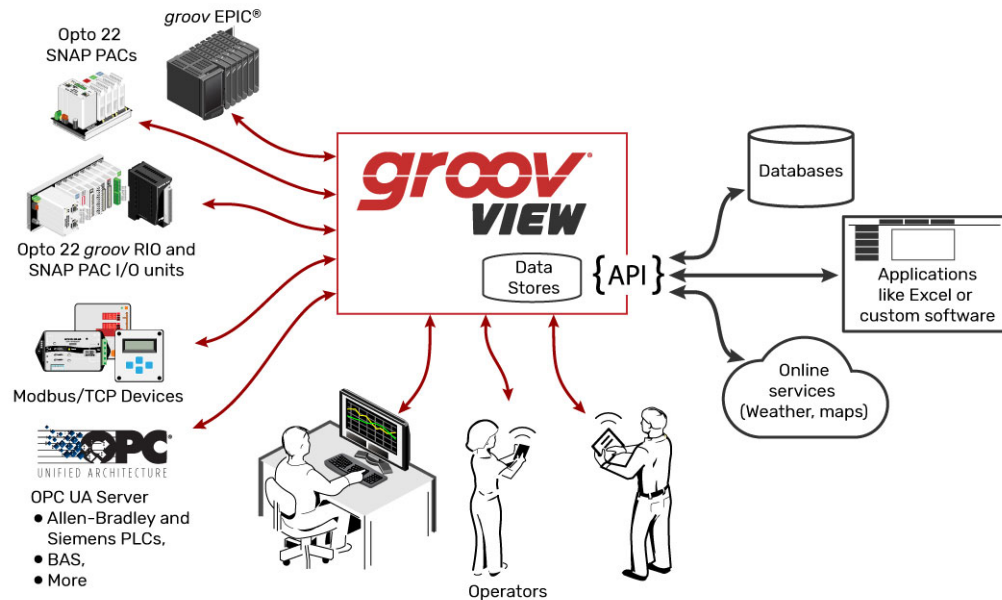 groov EPIC®
Opto 22
SNAP PACs
Opto 22 groov RIO and
SNAP PAC I/O units
Modbus/TCP Devices
OPC®
UNIFIED ARCHITECTURE
OPC UA Server
● Allen-Bradley and
Siemens PLCs,
● BAS,
● More
groov®
VIEW
Data
Stores
{API}
Databases
Applications
like Excel or
custom software
Online
services
(Weather, maps)
Operators